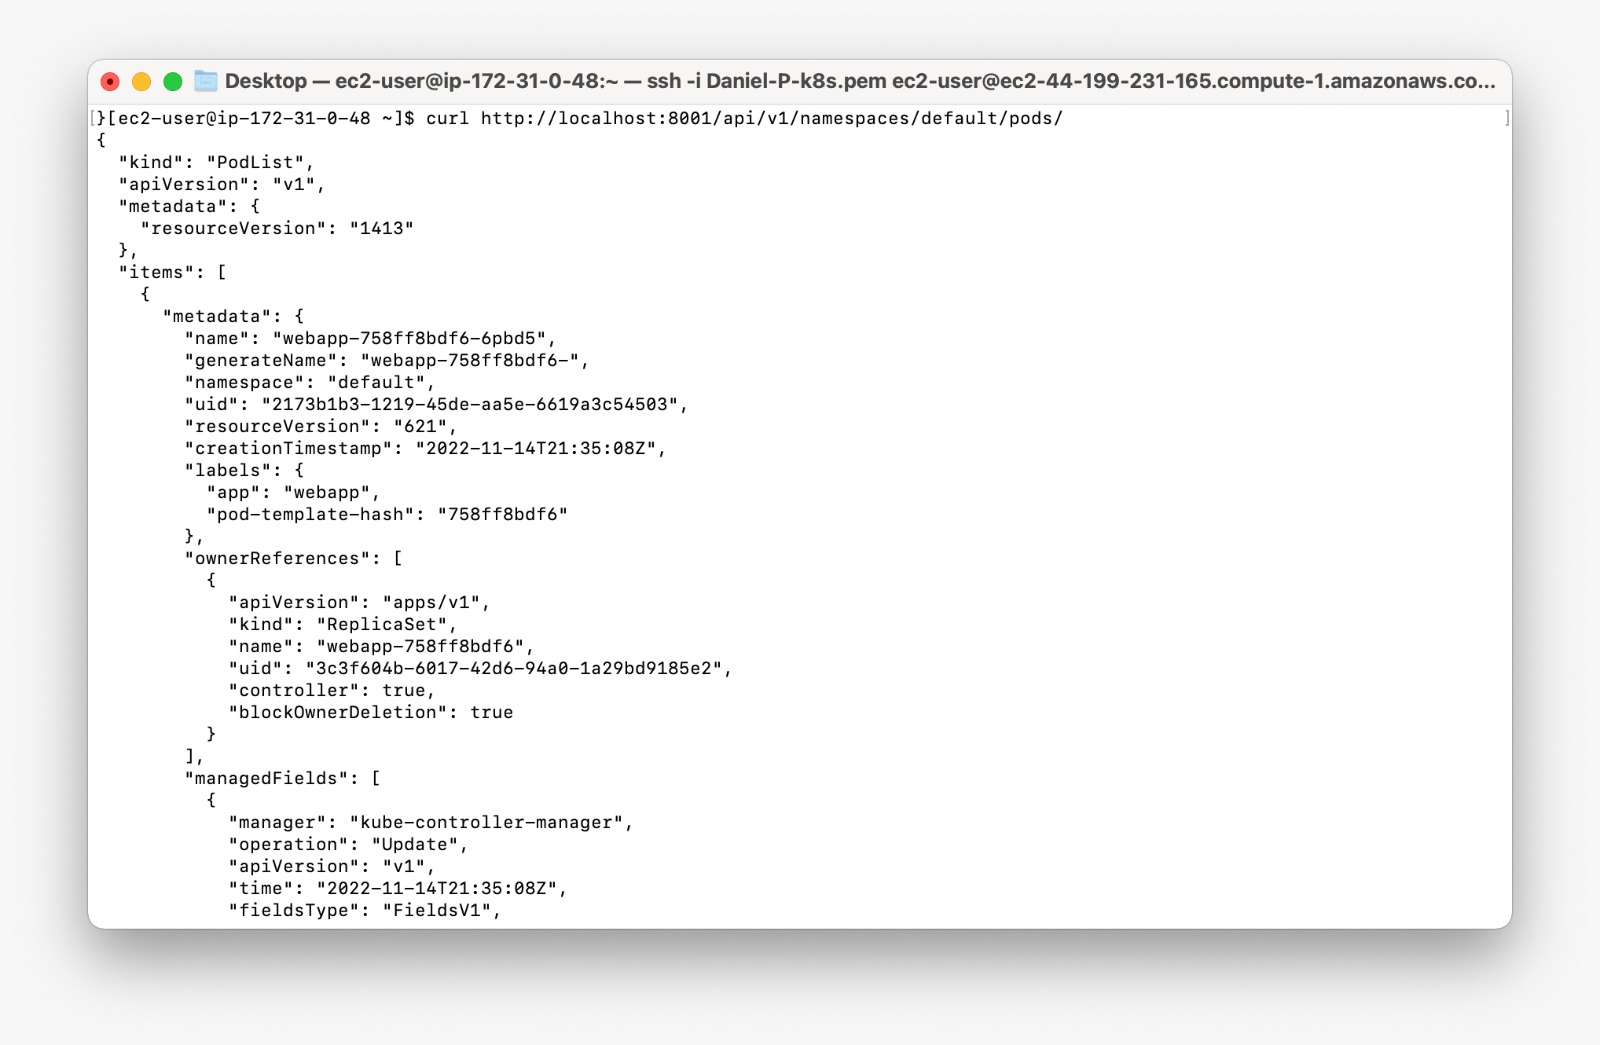 Desktop — ec2-user@ip-172-31-0-48:~ — ssh -i Daniel-P-k8s.pem ec2-user@ec2-44-199-231-165.compute-1.amazonaws.co...
[}[ec2-user@ip-172-31-0-48 ~]$ curl http://localhost:8001/api/v1/namespaces/default/pods/ ]
{
  "kind": "PodList",
  "apiVersion": "v1",
  "metadata": {
    "resourceVersion": "1413"
  },
  "items": [
    {
      "metadata": {
        "name": "webapp-758ff8bdf6-6pbd5",
        "generateName": "webapp-758ff8bdf6-",
        "namespace": "default",
        "uid": "2173b1b3-1219-45de-aa5e-6619a3c54503",
        "resourceVersion": "621",
        "creationTimestamp": "2022-11-14T21:35:08Z",
        "labels": {
          "app": "webapp",
          "pod-template-hash": "758ff8bdf6"
        },
        "ownerReferences": [
          {
            "apiVersion": "apps/v1",
            "kind": "ReplicaSet",
            "name": "webapp-758ff8bdf6",
            "uid": "3c3f604b-6017-42d6-94a0-1a29bd9185e2",
            "controller": true,
            "blockOwnerDeletion": true
          }
        ],
        "managedFields": [
          {
            "manager": "kube-controller-manager",
            "operation": "Update",
            "apiVersion": "v1",
            "time": "2022-11-14T21:35:08Z",
            "fieldsType": "FieldsV1",